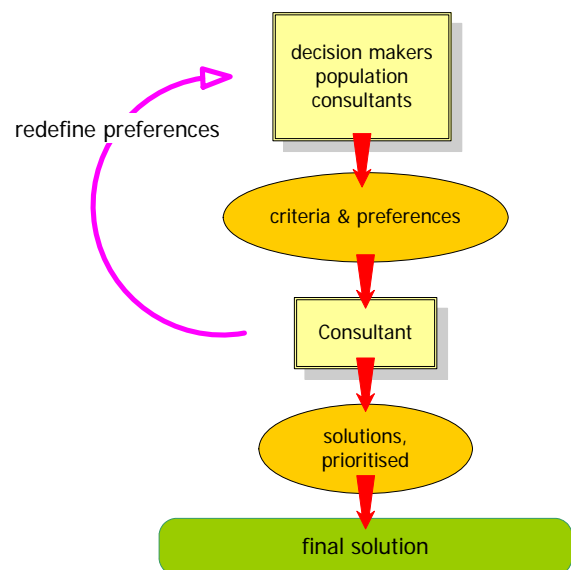 decision makers
population
consultants
redefine preferences
criteria & preferences
Consultant
solutions,
prioritised
final solution